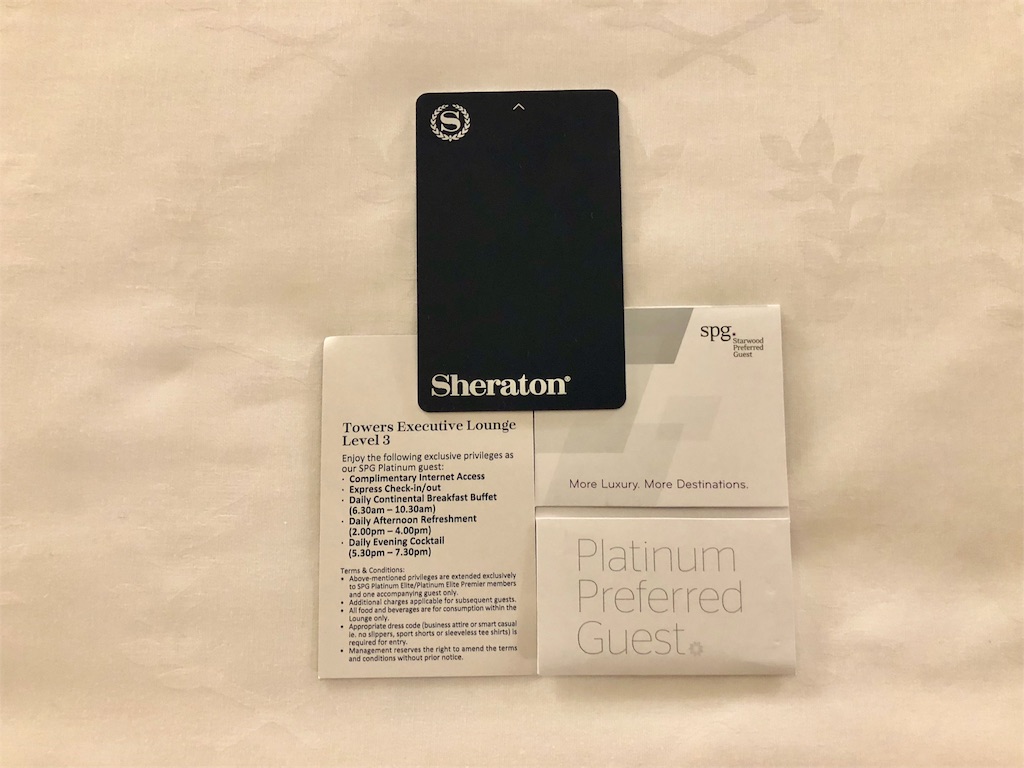 S
Sheraton®
spg.
Starwood
Preferred
Guest
More Luxury. More Destinations.
Platinum
Preferred
Guest
Towers Executive Lounge
Level 3
Enjoy the following exclusive privileges as
our SPG Platinum guest:
· Complimentary Internet Access
· Express Check-in/out
· Daily Continental Breakfast Buffet
(6.30am – 10.30am)
· Daily Afternoon Refreshment
(2.00pm – 4.00pm)
· Daily Evening Cocktail
(5.30pm – 7.30pm)
Terms & Conditions:
• Above-mentioned privileges are extended exclusively
to SPG Platinum Elite/Platinum Elite Premier members
and one accompanying guest only.
• Additional charges applicable for subsequent guests.
• All food and beverages are for consumption within the
Lounge only.
• Appropriate dress code (business attire or smart casual
ie. no slippers, sport shorts or sleeveless tee shirts) is
required for entry.
• Management reserves the right to amend the terms
and conditions without prior notice.